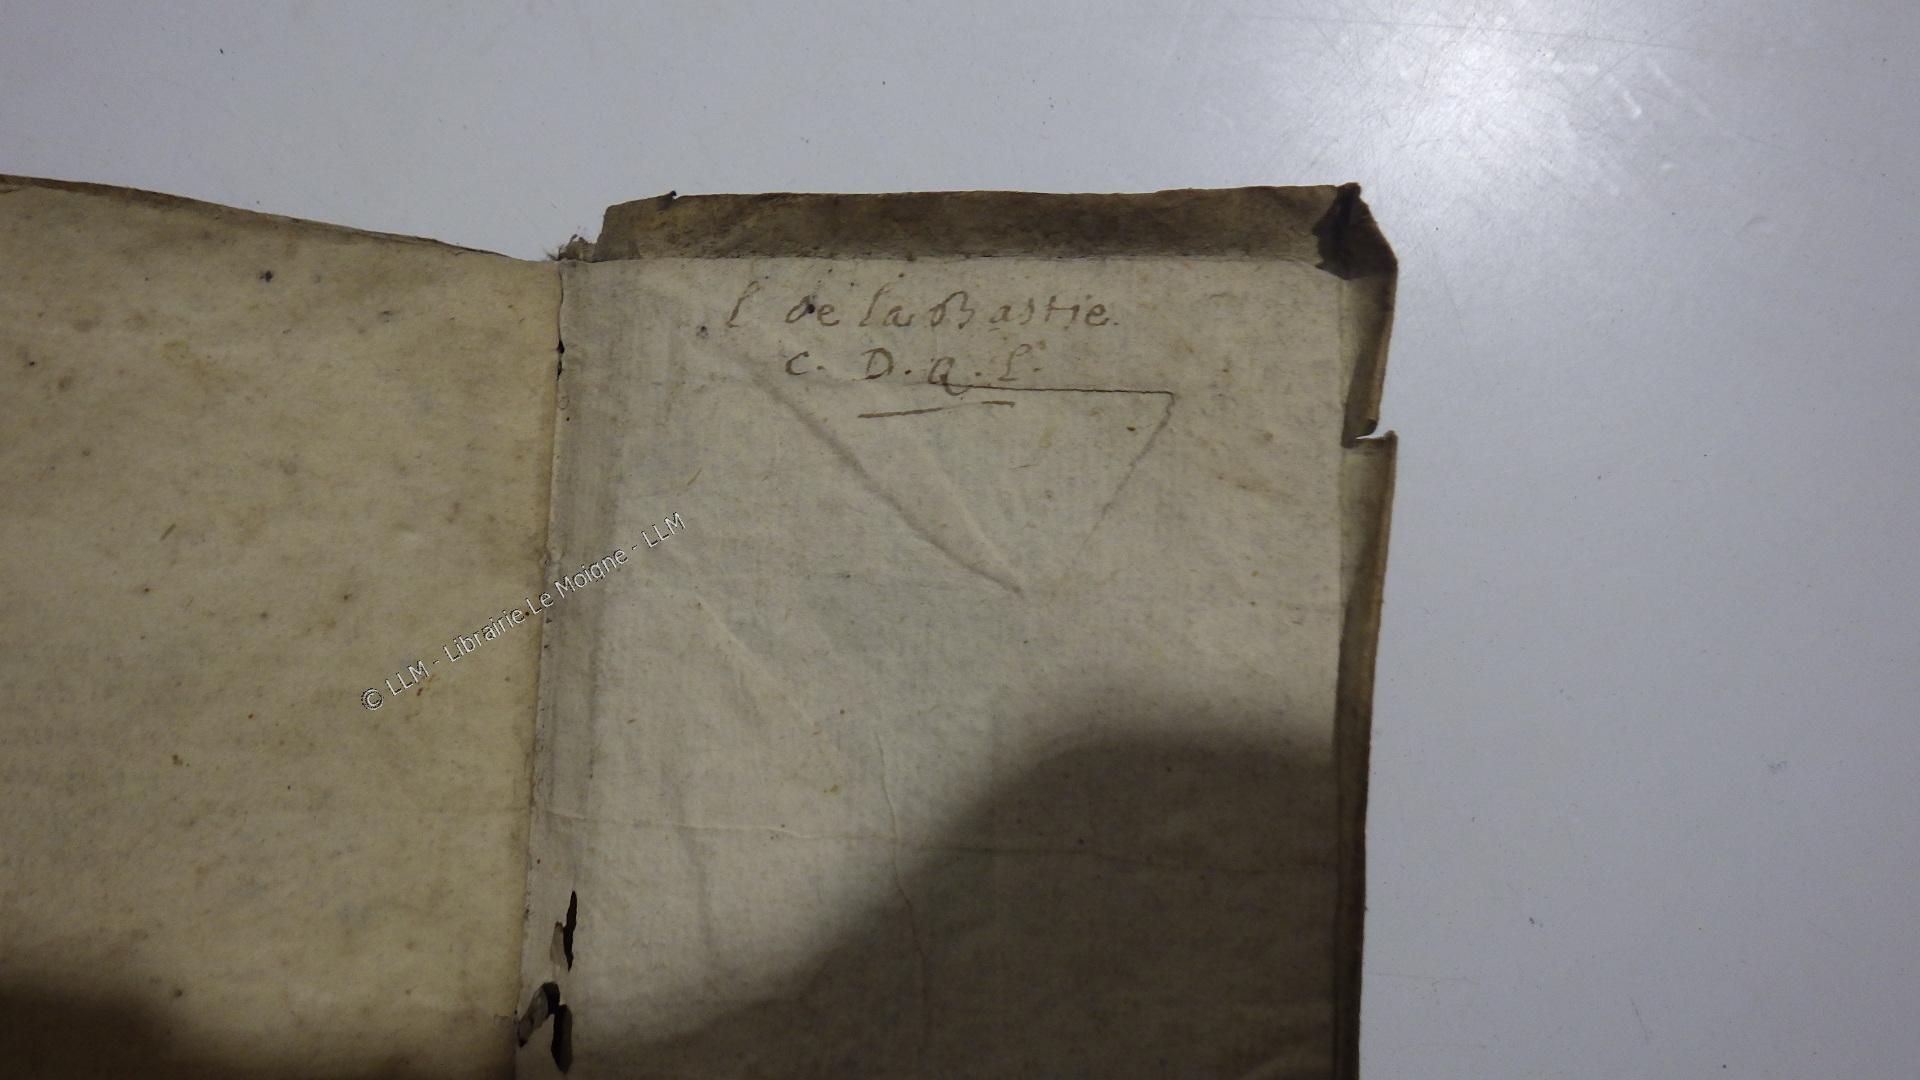 l de la Bastie.
C. D. Q. L.
© LLM - Librairie Le Moigne - LLM